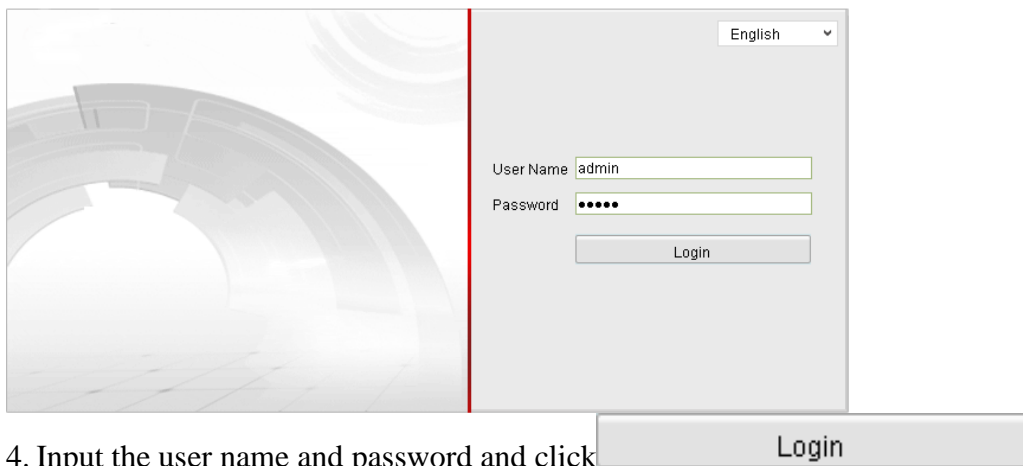 English
User Name admin
Password •••••
Login
4. Input the user name and password and click Login